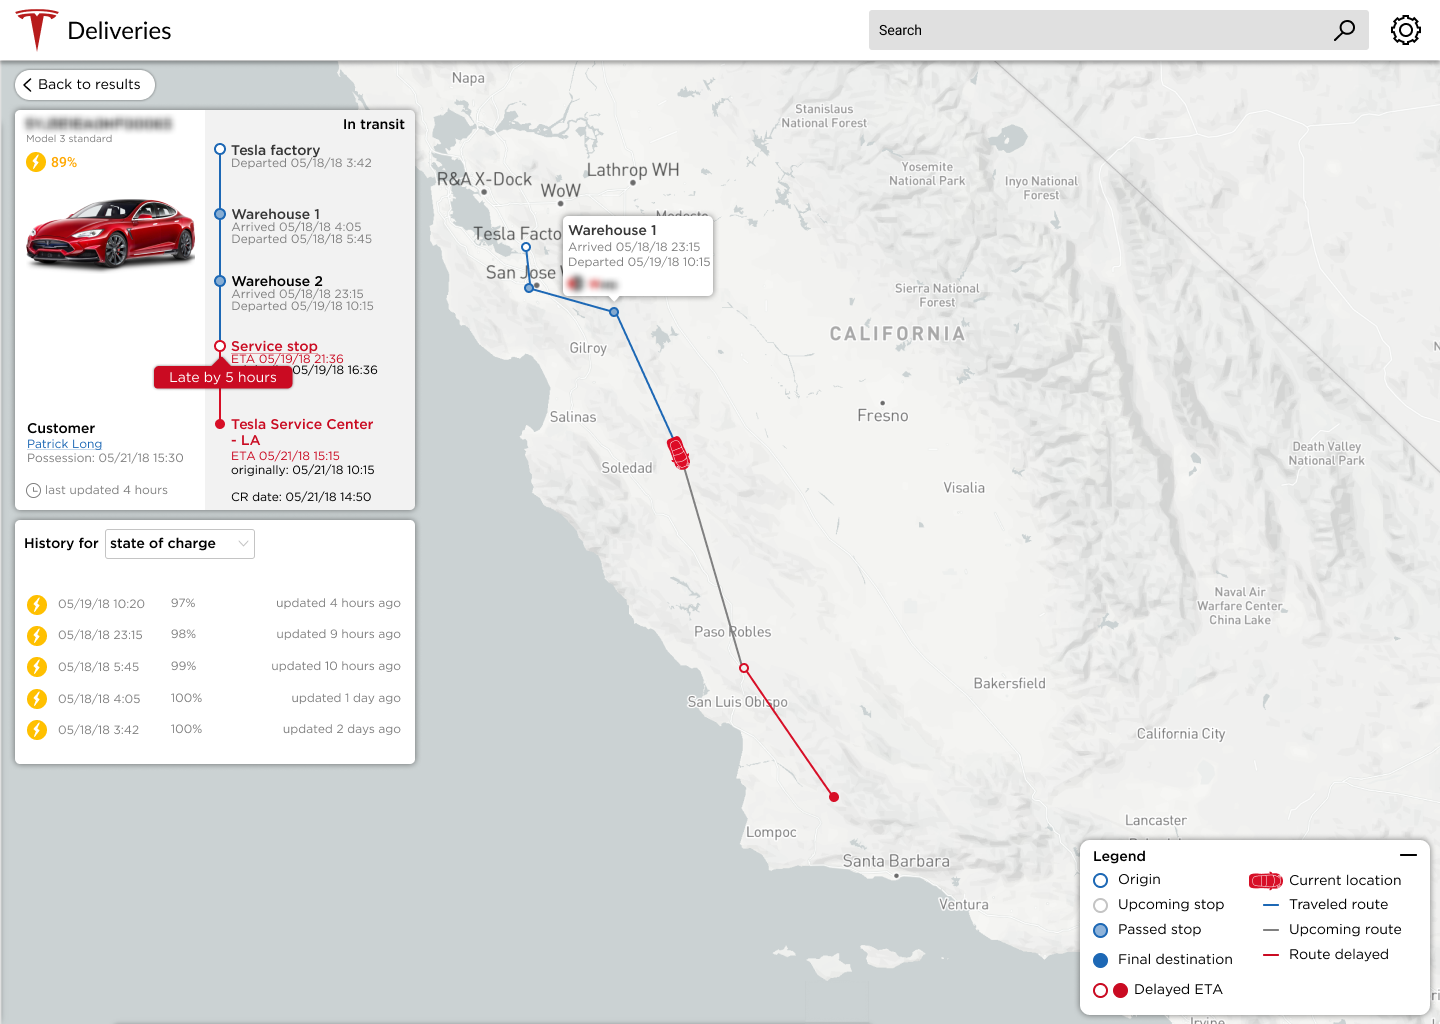 Deliveries
Search
Back to results
Model 3 standard
89%
In transit
Tesla factory
Departed 05/18/18 3:42
Warehouse 1
Arrived 05/18/18 4:05
Departed 05/18/18 5:45
Warehouse 2
Arrived 05/18/18 23:15
Departed 05/19/18 10:15
Service stop
ETA 05/19/18 21:36
05/19/18 16:36
Late by 5 hours
Tesla Service Center
- LA
ETA 05/21/18 15:15
originally: 05/21/18 10:15
CR date: 05/21/18 14:50
Customer
Patrick Long
Possession: 05/21/18 15:30
last updated 4 hours
History for state of charge
05/19/18 10:20 97% updated 4 hours ago
05/18/18 23:15 98% updated 9 hours ago
05/18/18 5:45 99% updated 10 hours ago
05/18/18 4:05 100% updated 1 day ago
05/18/18 3:42 100% updated 2 days ago
Napa
Stanislaus
National Forest
Yosemite
National Park
Inyo National
Forest
Lathrop WH
R&A X-Dock
WoW
Modesto
Tesla Facto
San Jose
Warehouse 1
Arrived 05/18/18 23:15
Departed 05/19/18 10:15
Sierra National
Forest
CALIFORNIA
Gilroy
Salinas
Fresno
Death Valley
National Park
Soledad
Visalia
Naval Air
Warfare Center
China Lake
Paso Robles
Bakersfield
San Luis Obispo
California City
Lancaster
Lompoc
Santa Barbara
Ventura
Legend
Origin
Upcoming stop
Passed stop
Final destination
Delayed ETA
Current location
Traveled route
Upcoming route
Route delayed
Irvine